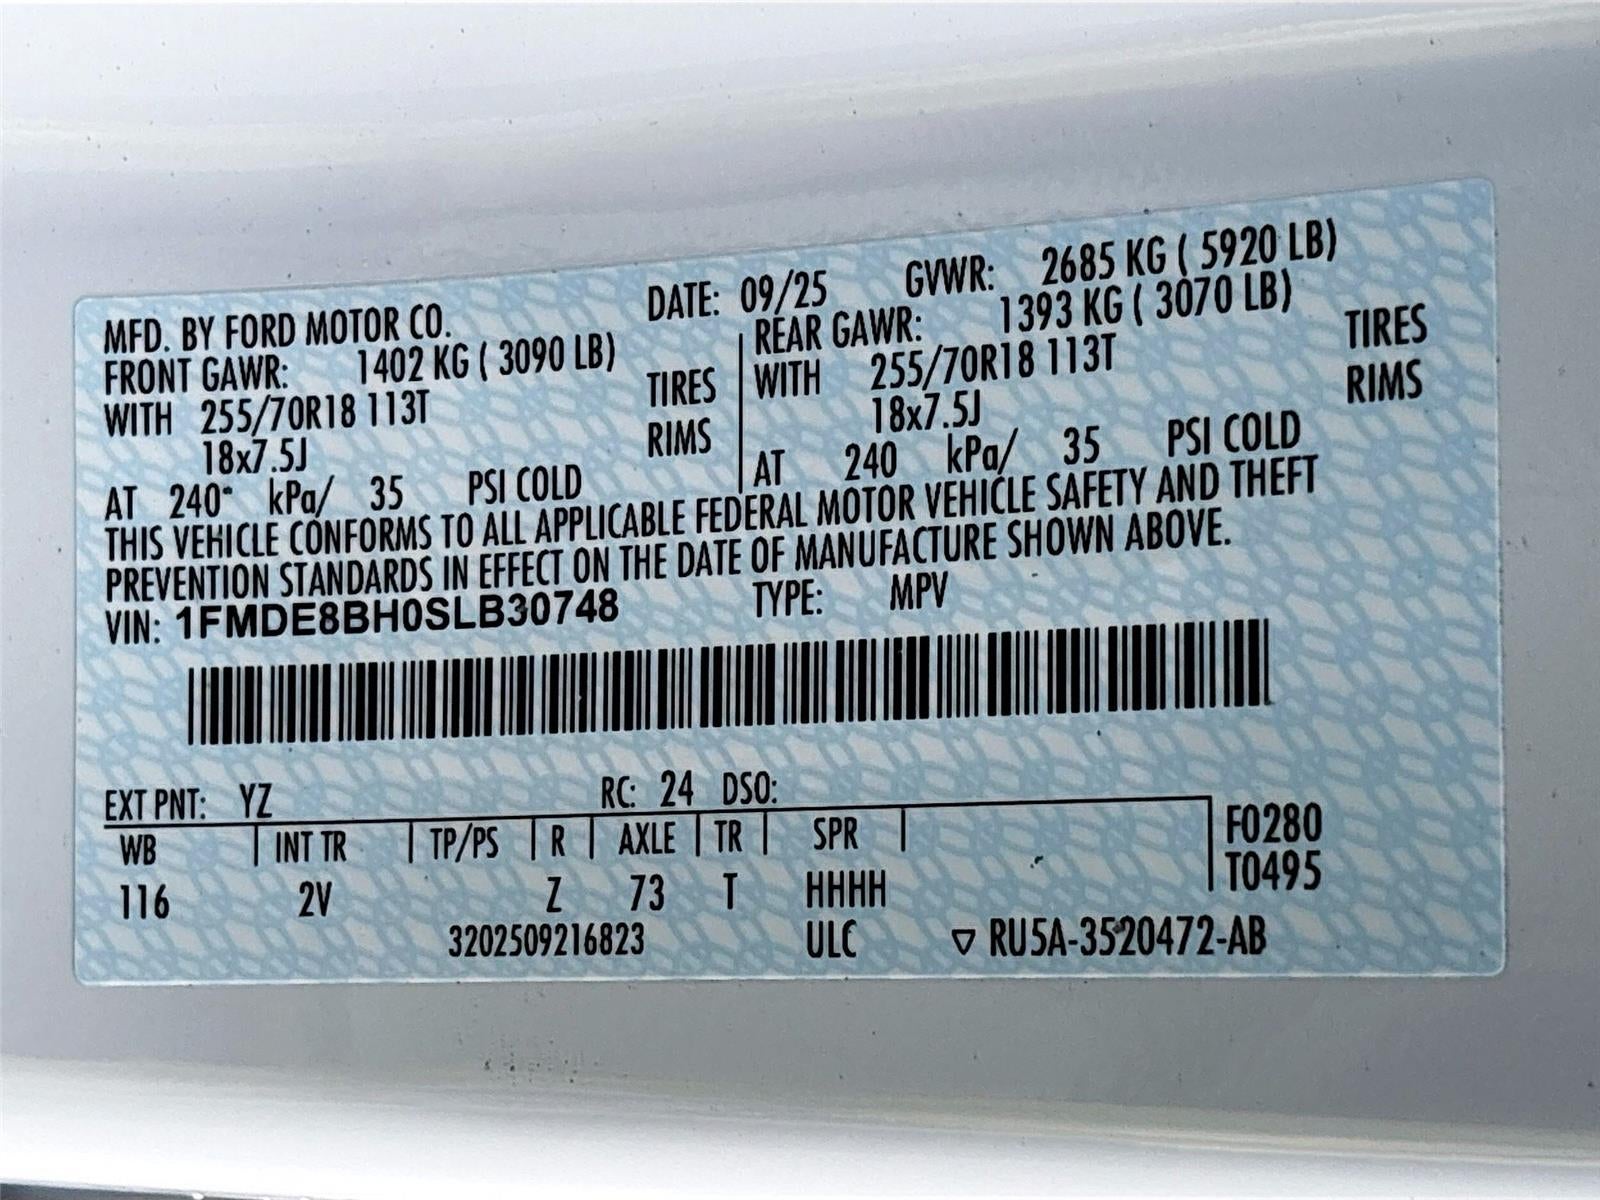 MFD. BY FORD MOTOR CO. DATE: 09/25 GVWR: 2685 KG ( 5920 LB)
FRONT GAWR: 1402 KG ( 3090 LB) REAR GAWR: 1393 KG ( 3070 LB)
WITH 255/70R18 113T TIRES WITH 255/70R18 113T TIRES
18x7.5J RIMS 18x7.5J RIMS
AT 240 kPa/ 35 PSI COLD AT 240 kPa/ 35 PSI COLD
THIS VEHICLE CONFORMS TO ALL APPLICABLE FEDERAL MOTOR VEHICLE SAFETY AND THEFT
PREVENTION STANDARDS IN EFFECT ON THE DATE OF MANUFACTURE SHOWN ABOVE.
VIN: 1FMDE8BH0SLB30748 TYPE: MPV
EXT PNT: YZ RC: 24 DSO:
WB INT TR TP/PS R AXLE TR SPR F0280
116 2V Z 73 T HHHH T0495
3202509216823 ULC ▽ RU5A-3520472-AB